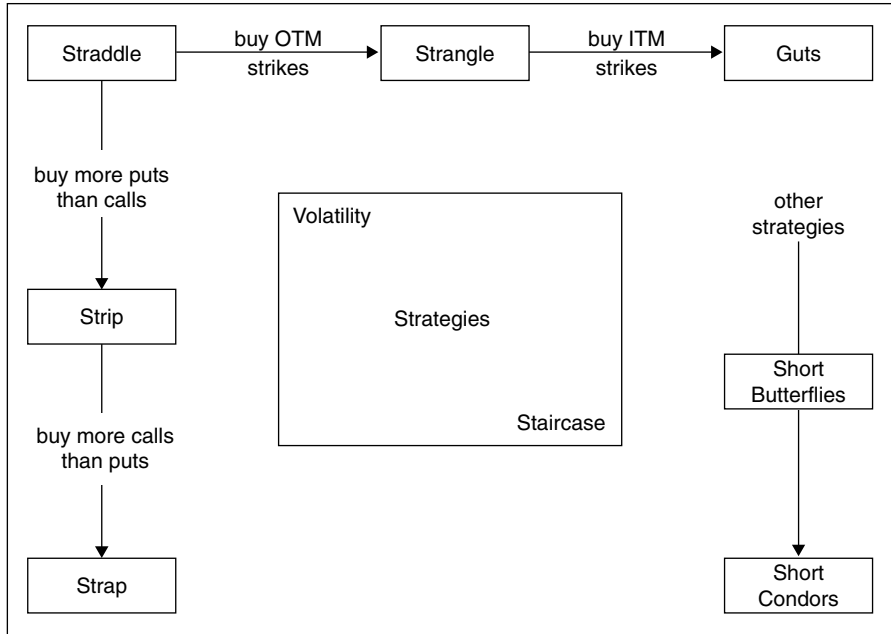 Straddle
buy OTM
strikes
Strangle
buy ITM
strikes
Guts
buy more puts
than calls
Volatility
Strategies
Staircase
other
strategies
Strip
Short
Butterflies
buy more calls
than puts
Strap
Short
Condors